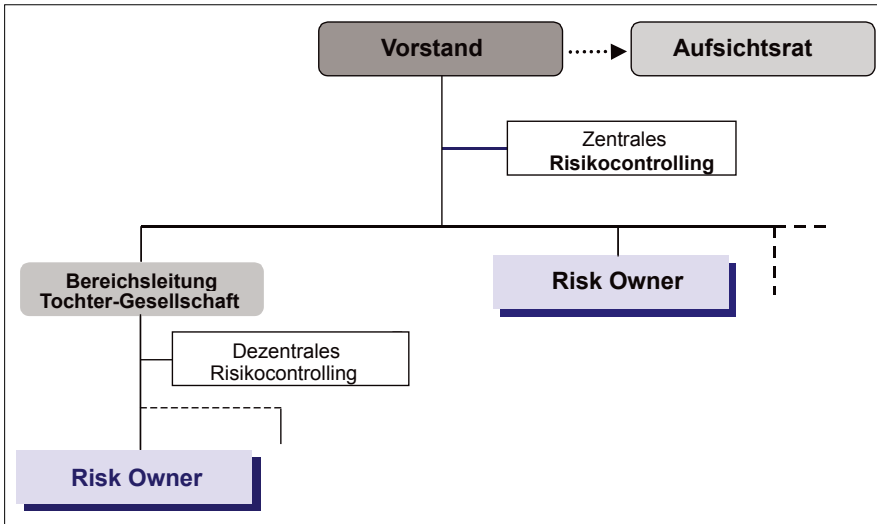 Vorstand
Aufsichtsrat
Zentrales
Risikocontrolling
Bereichsleitung
Tochter-Gesellschaft
Risk Owner
Dezentrales
Risikocontrolling
Risk Owner